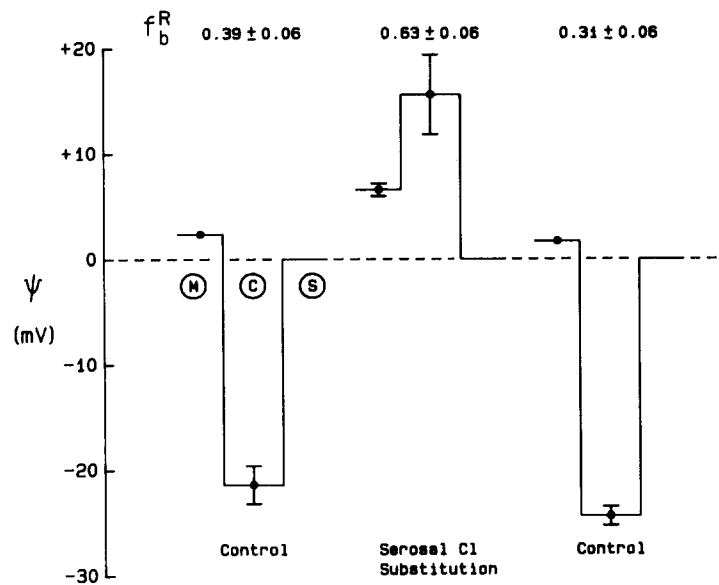 f_b^R
0.39 ± 0.06
0.63 ± 0.06
0.31 ± 0.06
+20
+10
0
-10
-20
-30
ψ
(mV)
M
C
S
Control
Serosal Cl
Substitution
Control